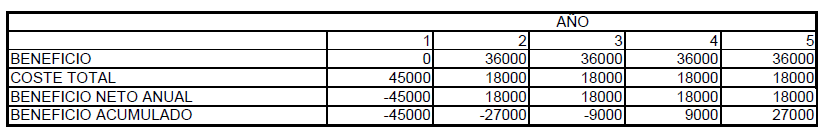 AÑO
1 2 3 4 5
BENEFICIO 0 36000 36000 36000 36000
COSTE TOTAL 45000 18000 18000 18000 18000
BENEFICIO NETO ANUAL -45000 18000 18000 18000 18000
BENEFICIO ACUMULADO -45000 -27000 -9000 9000 27000